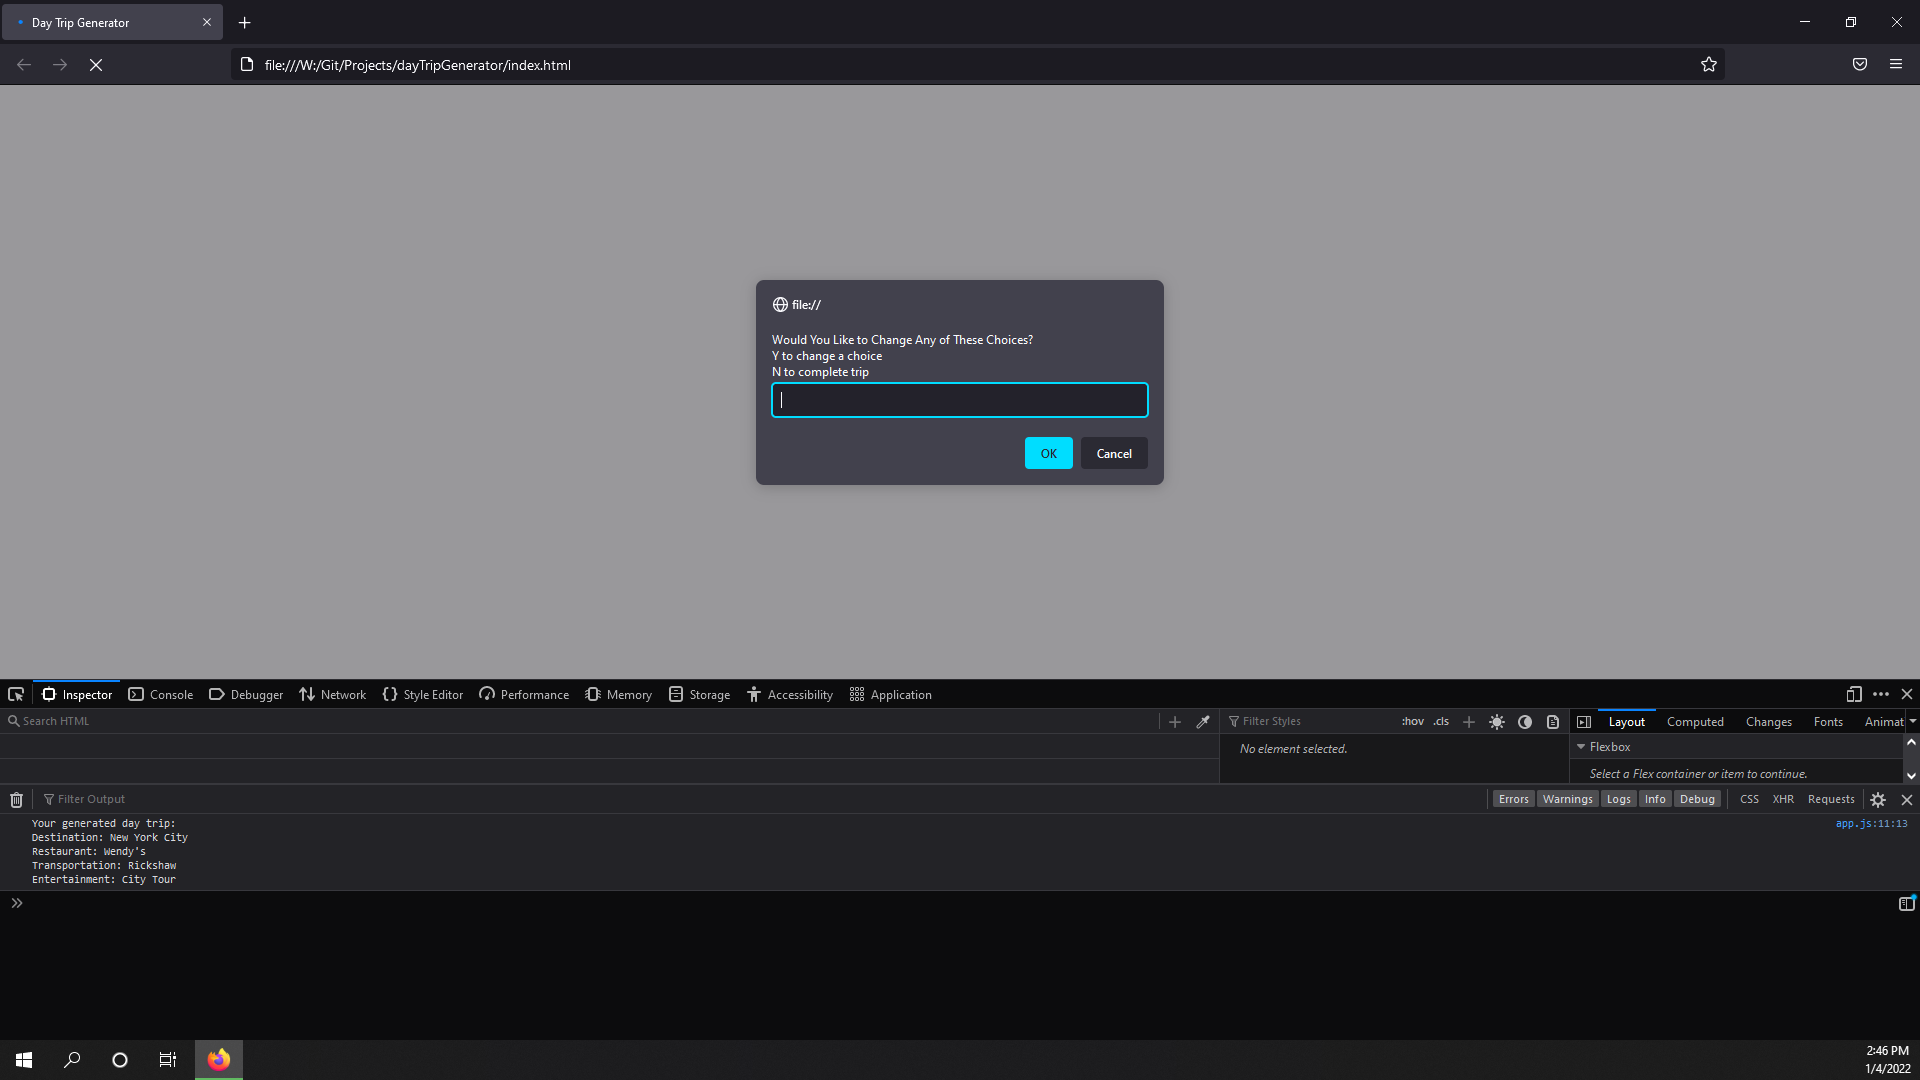 Day Trip Generator
file:///W:/Git/Projects/dayTripGenerator/index.html
file://
Would You Like to Change Any of These Choices?
Y to change a choice
N to complete trip
OK
Cancel
Inspector
Console
Debugger
Network
Style Editor
Performance
Memory
Storage
Accessibility
Application
Search HTML
Filter Styles
:hov
.cls
Layout
Computed
Changes
Fonts
Animat
No element selected.
Flexbox
Select a Flex container or item to continue.
Filter Output
Errors
Warnings
Logs
Info
Debug
CSS
XHR
Requests
Your generated day trip:
app.js:11:13
Destination: New York City
Restaurant: Wendy's
Transportation: Rickshaw
Entertainment: City Tour
2:46 PM
1/4/2022